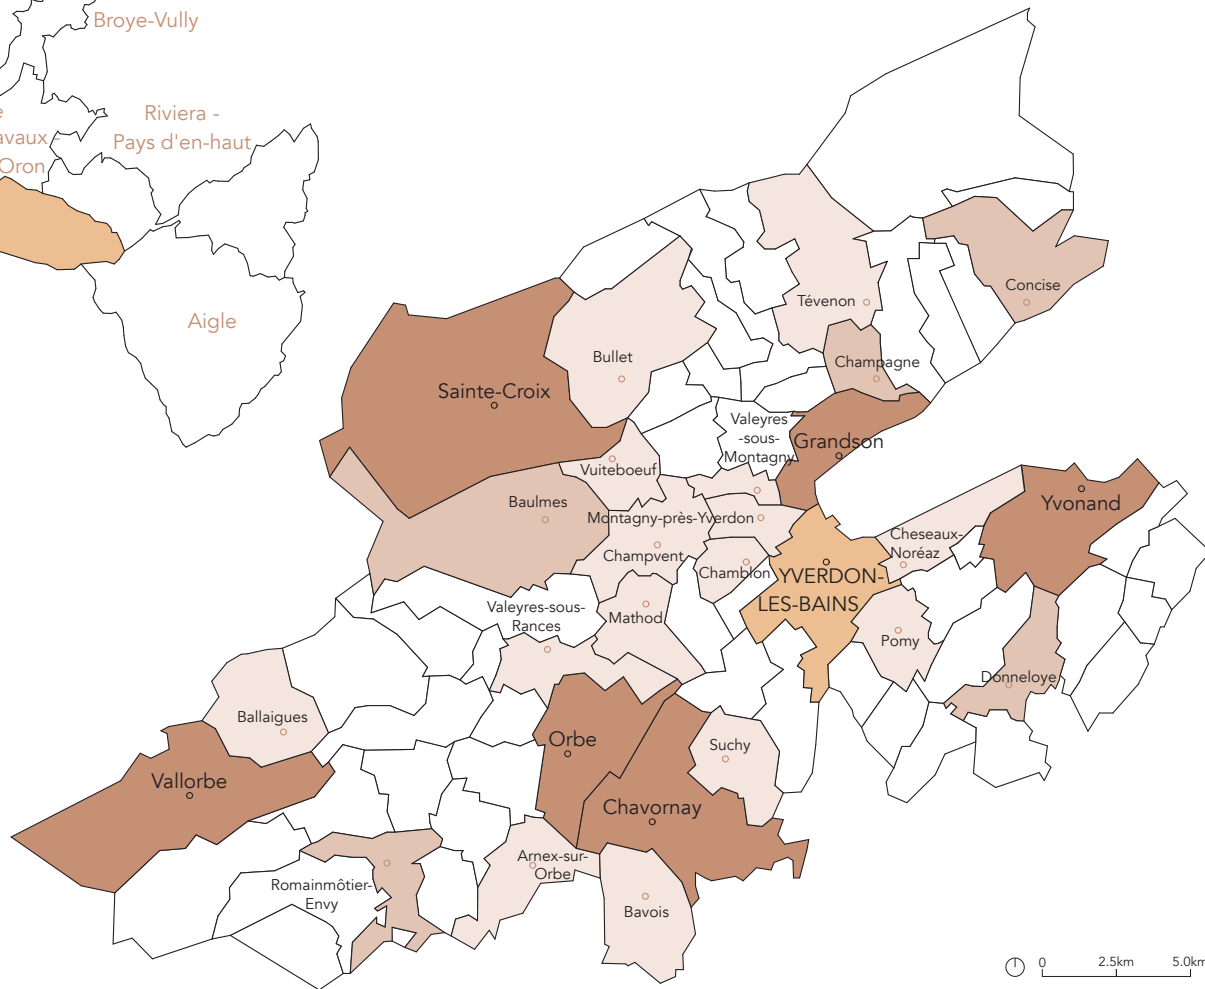 Broye-Vully
Riviera -
Pays d'en-haut
avaux -
Oron
Aigle
Concise
Tévenon
Bullet
Champagne
Sainte-Croix
Valeyres
-sous-
Montagny
Grandson
Vuiteboeuf
Baulmes
Yvonand
Montagny-près-Yverdon
Cheseaux-
Noréaz
Champvent
Chamblon
YVERDON-
LES-BAINS
Valeyres-sous-
Rances
Mathod
Pomy
Donneloye
Ballaigues
Orbe
Suchy
Vallorbe
Chavornay
Arnex-sur-
Orbe
Romainmôtier-
Envy
Bavois
0 2.5km 5.0km